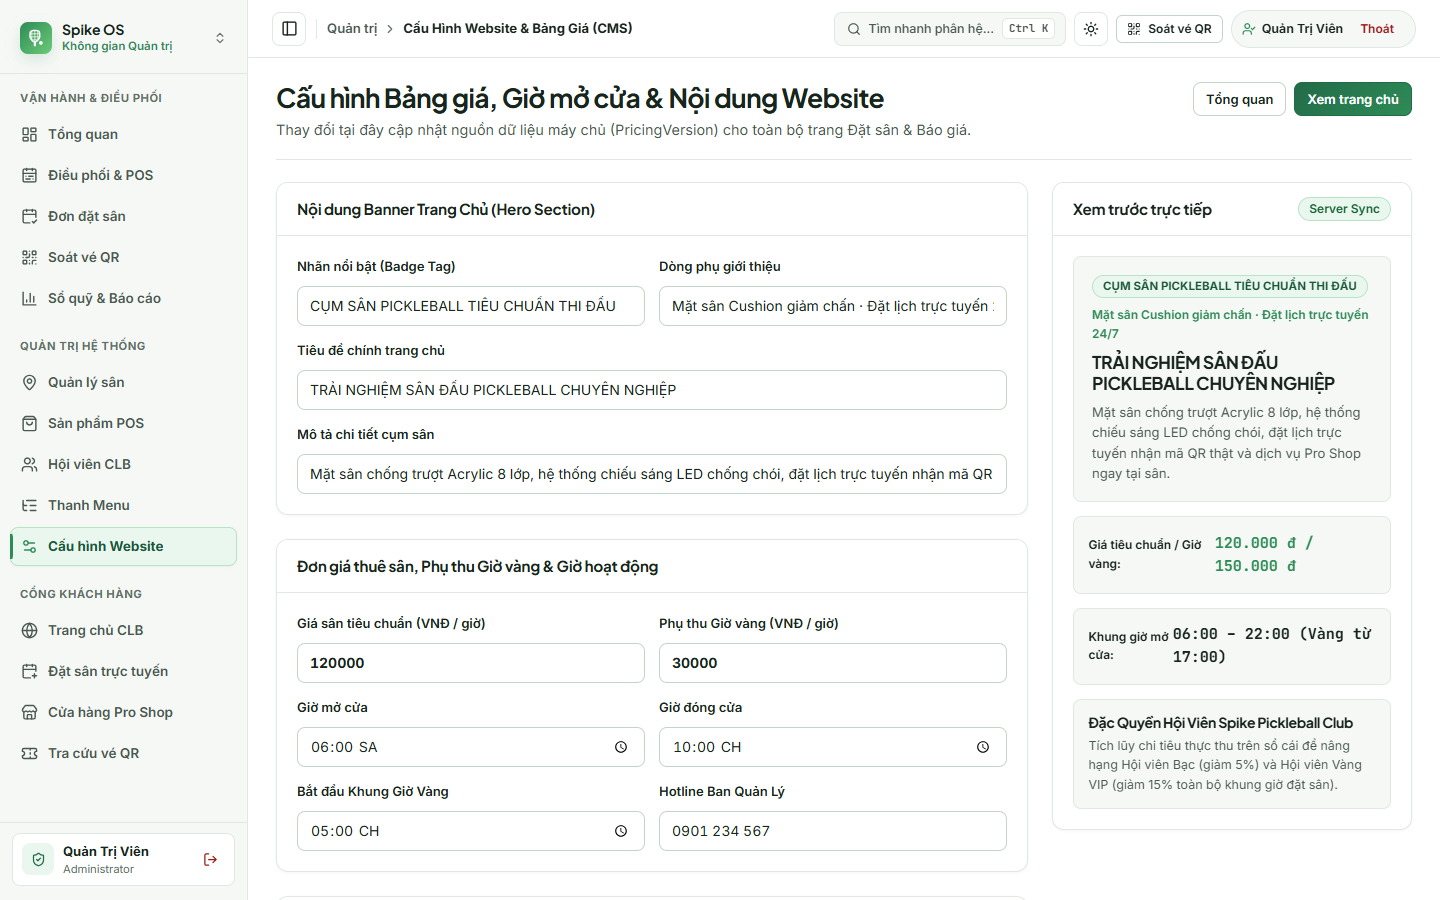 Spike OS
Không gian Quản trị
VẬN HÀNH & ĐIỀU PHỐI
Tổng quan
Điều phối & POS
Đơn đặt sân
Soát vé QR
Sổ quỹ & Báo cáo
QUẢN TRỊ HỆ THỐNG
Quản lý sân
Sản phẩm POS
Hội viên CLB
Thanh Menu
Cấu hình Website
CỔNG KHÁCH HÀNG
Trang chủ CLB
Đặt sân trực tuyến
Cửa hàng Pro Shop
Tra cứu vé QR
Quản Trị Viên
Administrator
Quản trị > Cấu Hình Website & Bảng Giá (CMS)
Tìm nhanh phân hệ... Ctrl K
Soát vé QR
Quản Trị Viên Thoát
Cấu hình Bảng giá, Giờ mở cửa & Nội dung Website
Thay đổi tại đây cập nhật nguồn dữ liệu máy chủ (PricingVersion) cho toàn bộ trang Đặt sân & Báo giá.
Tổng quan
Xem trang chủ
Nội dung Banner Trang Chủ (Hero Section)
Nhãn nổi bật (Badge Tag)
CỤM SÂN PICKLEBALL TIÊU CHUẨN THI ĐẤU
Dòng phụ giới thiệu
Mặt sân Cushion giảm chấn · Đặt lịch trực tuyến
Tiêu đề chính trang chủ
TRẢI NGHIỆM SÂN ĐẤU PICKLEBALL CHUYÊN NGHIỆP
Mô tả chi tiết cụm sân
Mặt sân chống trượt Acrylic 8 lớp, hệ thống chiếu sáng LED chống chói, đặt lịch trực tuyến nhận mã QR
Đơn giá thuê sân, Phụ thu Giờ vàng & Giờ hoạt động
Giá sân tiêu chuẩn (VNĐ / giờ)
120000
Phụ thu Giờ vàng (VNĐ / giờ)
30000
Giờ mở cửa
06:00 SA
Giờ đóng cửa
10:00 CH
Bắt đầu Khung Giờ Vàng
05:00 CH
Hotline Ban Quản Lý
0901 234 567
Xem trước trực tiếp
Server Sync
CỤM SÂN PICKLEBALL TIÊU CHUẨN THI ĐẤU
Mặt sân Cushion giảm chấn · Đặt lịch trực tuyến
24/7
TRẢI NGHIỆM SÂN ĐẤU
PICKLEBALL CHUYÊN NGHIỆP
Mặt sân chống trượt Acrylic 8 lớp, hệ thống
chiếu sáng LED chống chói, đặt lịch trực
tuyến nhận mã QR thật và dịch vụ Pro Shop
ngay tại sân.
Giá tiêu chuẩn / Giờ
vàng:
120.000 đ /
150.000 đ
Khung giờ mở
cửa:
06:00 – 22:00 (Vàng từ
17:00)
Đặc Quyền Hội Viên Spike Pickleball Club
Tích lũy chi tiêu thực thu trên sổ cái để nâng
hạng Hội viên Bạc (giảm 5%) và Hội viên Vàng
VIP (giảm 15% toàn bộ khung giờ đặt sân).